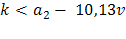 k < a₂ − 10,13v